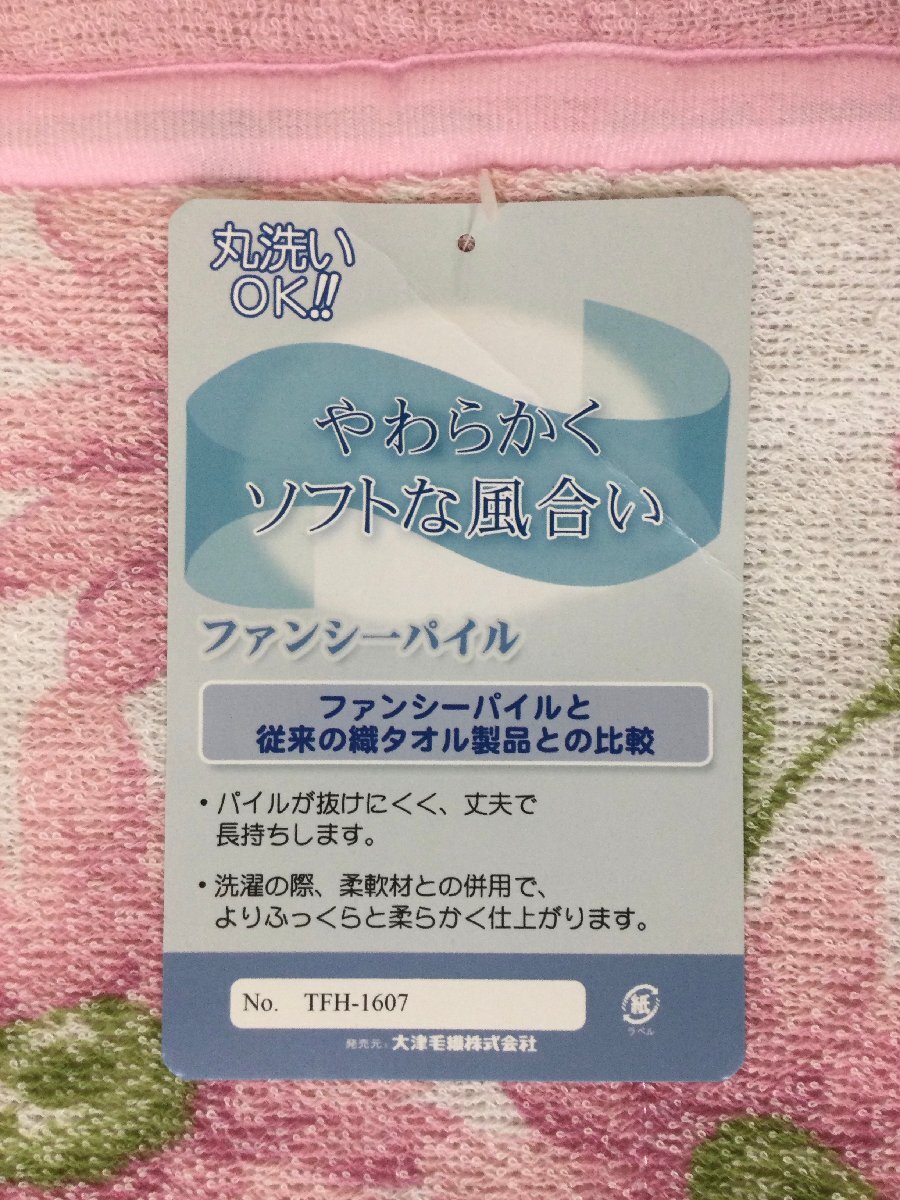 丸洗い
OK!!
やわらかく
ソフトな風合い
ファンシーパイル
ファンシーパイルと
従来の織タオル製品との比較
・パイルが抜けにくく、丈夫で
長持ちします。
・洗濯の際、柔軟材との併用で、
よりふっくらと柔らかく仕上がります。
No. TFH-1607
紙
ラベル
発売元：大津毛織株式会社